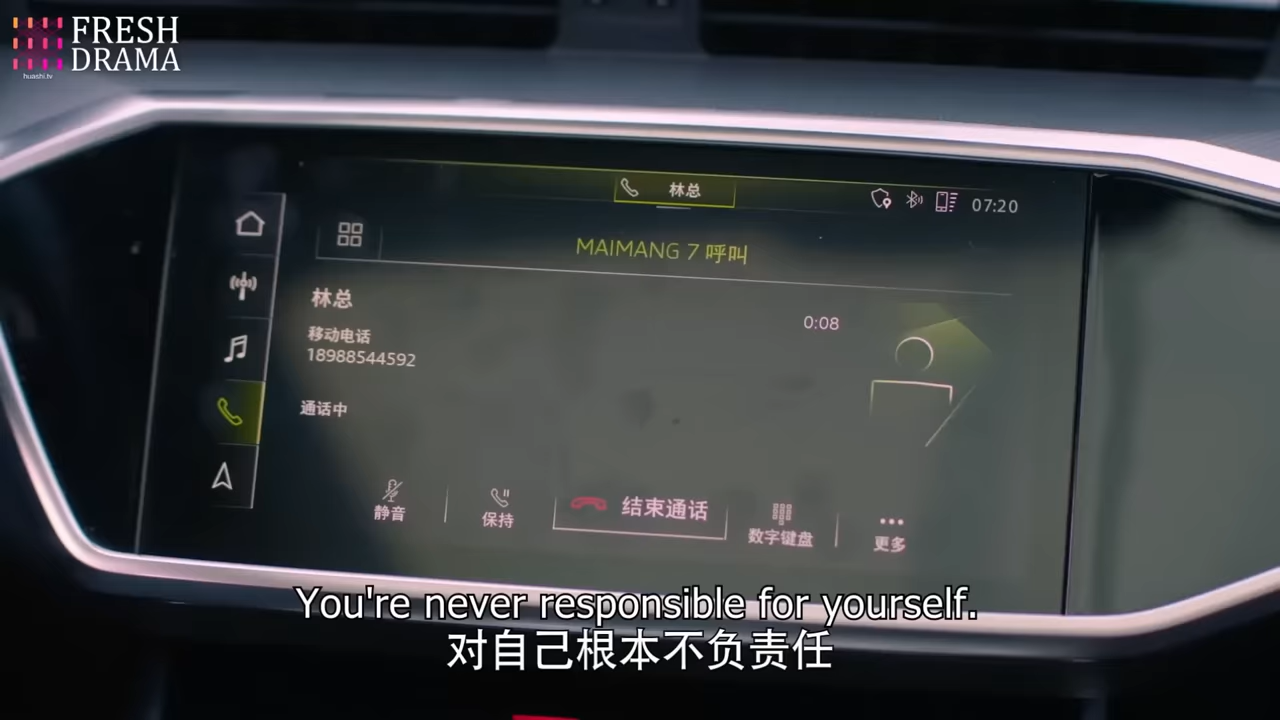 FRESH
DRAMA
huashi.tv
林总
07:20
MAIMANG 7 呼叫
林总
0:08
移动电话
18988544592
通话中
静音
保持
结束通话
数字键盘
更多
You're never responsible for yourself.
对自己根本不负责任